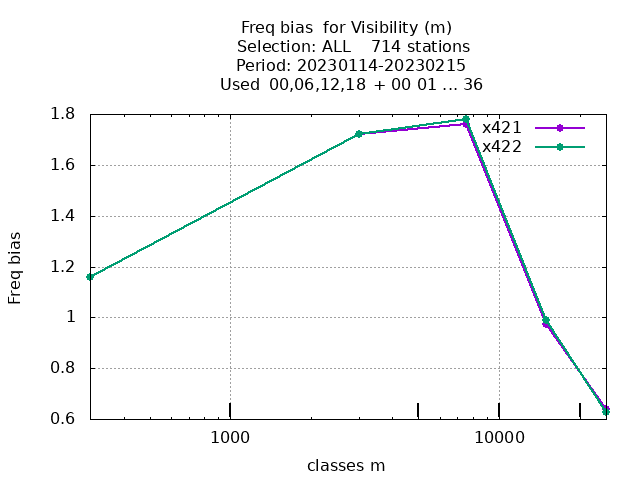 Freq bias  for Visibility (m)
Selection: ALL    714 stations
Period: 20230114-20230215
Used  00,06,12,18  + 00 01 ... 36
1.8
1.6
1.4
1.2
1
0.8
0.6
Freq bias
x421
x422
1000
10000
classes m